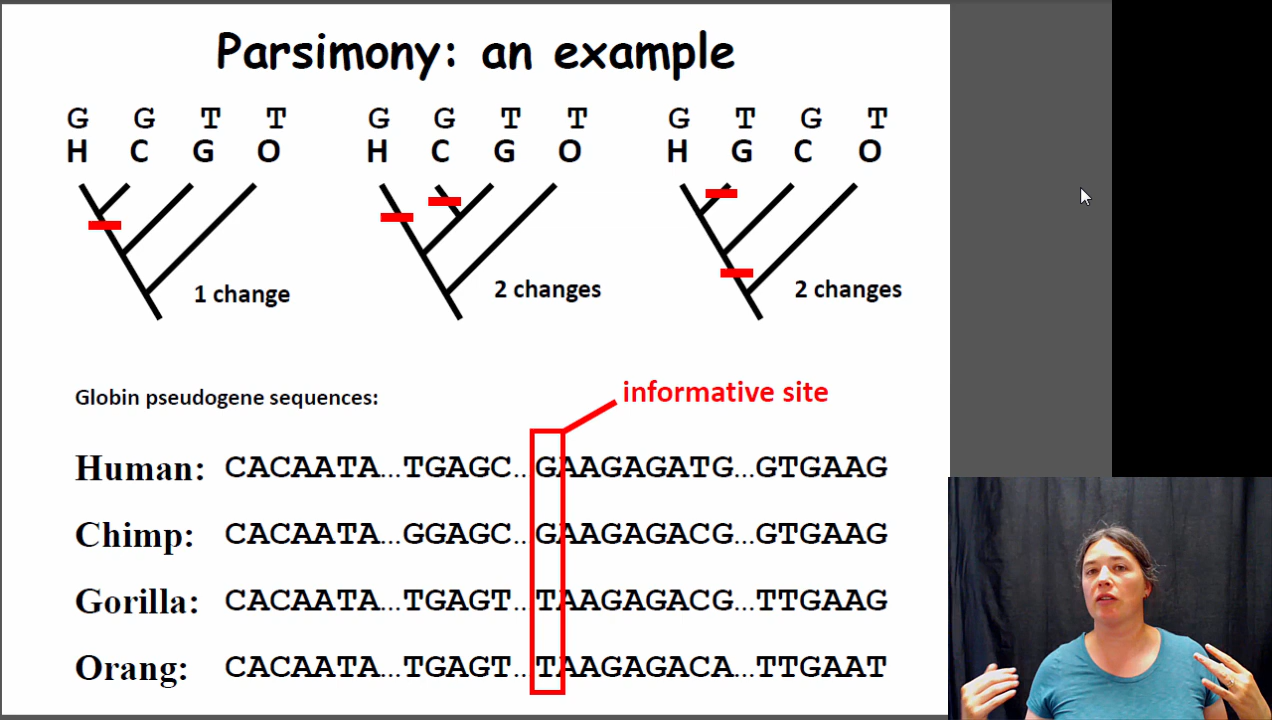 Parsimony: an example
G G T T
H C G O
G G T T
H C G O
G T G T
H G C O
1 change
2 changes
2 changes
Globin pseudogene sequences:
informative site
Human: CACAATA...TGAGC..GAAGAGATG...GTGAAG
Chimp: CACAATA...GGAGC..GAAGAGACG...GTGAAG
Gorilla: CACAATA...TGAGT..TAAGAGACG...TTGAAG
Orang: CACAATA...TGAGT..TAAGAGACA...TTGAAT